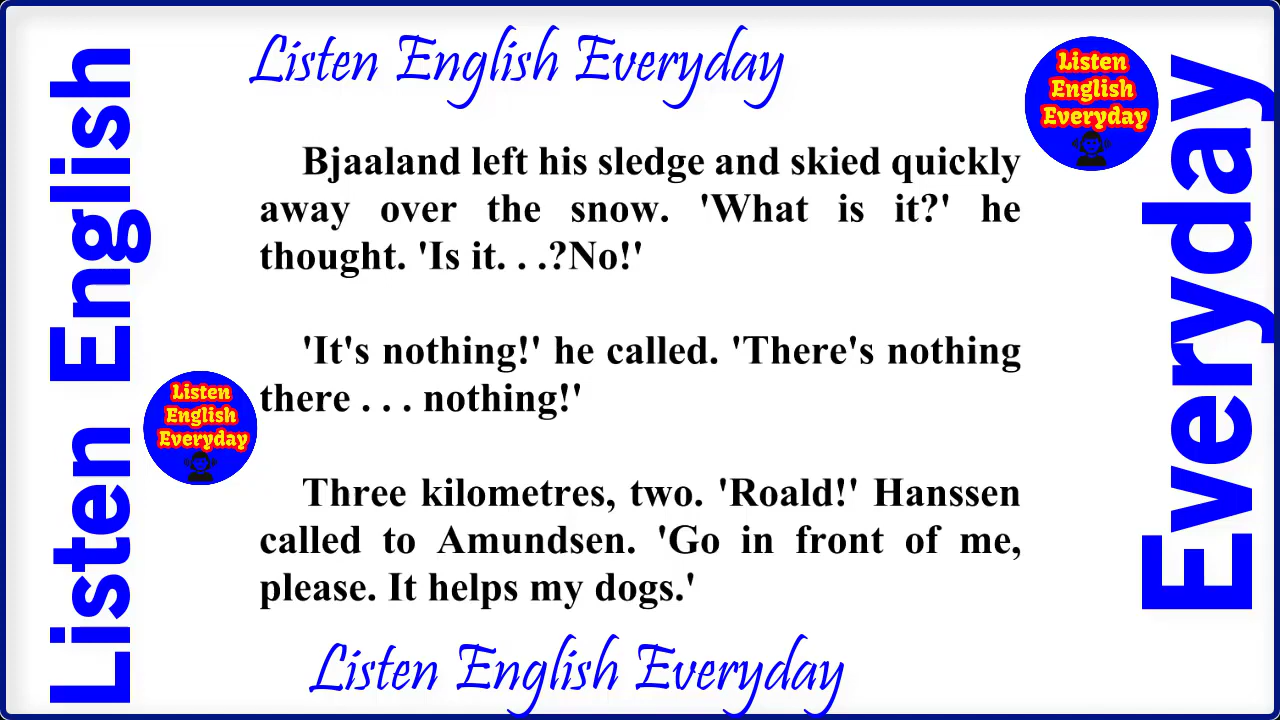 Listen English Everyday
Listen English
Everyday
Listen
English
Everyday
Bjaaland left his sledge and skied quickly
away over the snow. 'What is it?' he
thought. 'Is it. . .?No!'
'It's nothing!' he called. 'There's nothing
there . . . nothing!'
Listen
English
Everyday
Three kilometres, two. 'Roald!' Hanssen
called to Amundsen. 'Go in front of me,
please. It helps my dogs.'
Listen English Everyday